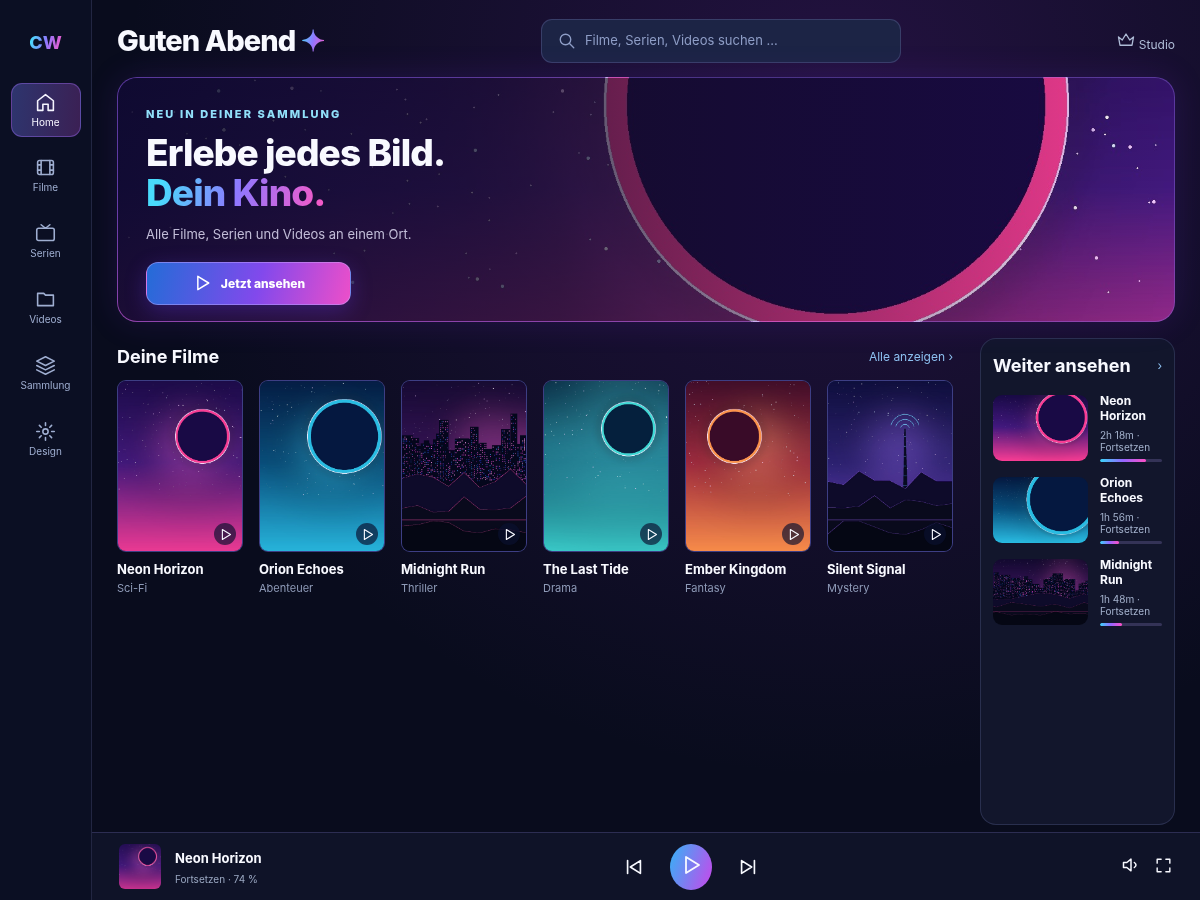 cw
Home
Filme
Serien
Videos
Sammlung
Design
Guten Abend
Filme, Serien, Videos suchen ...
Studio
NEU IN DEINER SAMMLUNG
Erlebe jedes Bild.
Dein Kino.
Alle Filme, Serien und Videos an einem Ort.
Jetzt ansehen
Deine Filme
Alle anzeigen ›
Neon Horizon
Sci-Fi
Orion Echoes
Abenteuer
Midnight Run
Thriller
The Last Tide
Drama
Ember Kingdom
Fantasy
Silent Signal
Mystery
Weiter ansehen ›
Neon
Horizon
2h 18m ·
Fortsetzen
Orion
Echoes
1h 56m ·
Fortsetzen
Midnight
Run
1h 48m ·
Fortsetzen
Neon Horizon
Fortsetzen · 74 %